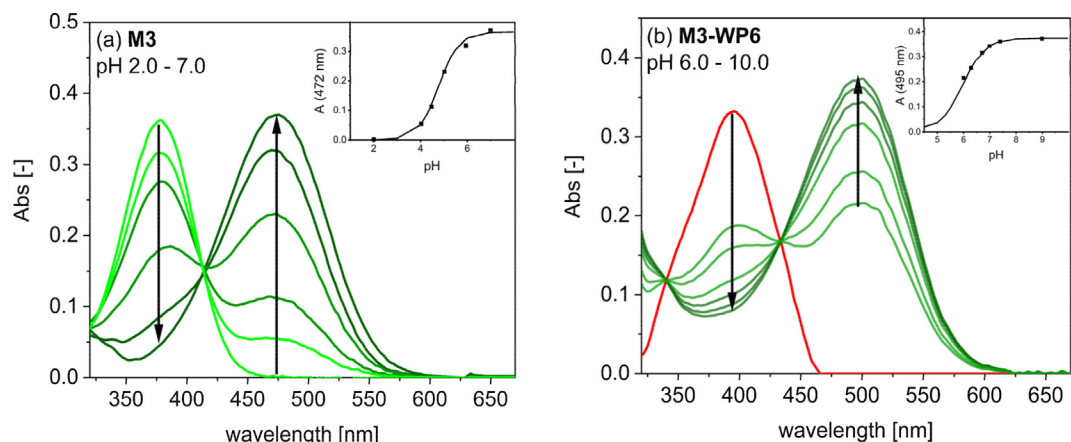 (a) M3
pH 2.0 - 7.0
Abs [-]
0.5
0.4
0.3
0.2
0.1
0.0
350 400 450 500 550 600 650
wavelength [nm]
A (472 nm)
0.3
0.2
0.1
0.0
2 4 6
pH
(b) M3-WP6
pH 6.0 - 10.0
Abs [-]
0.4
0.3
0.2
0.1
0.0
350 400 450 500 550 600 650
wavelength [nm]
A (495 nm)
0.4
0.3
0.2
0.1
0.0
5 6 7 8 9
pH